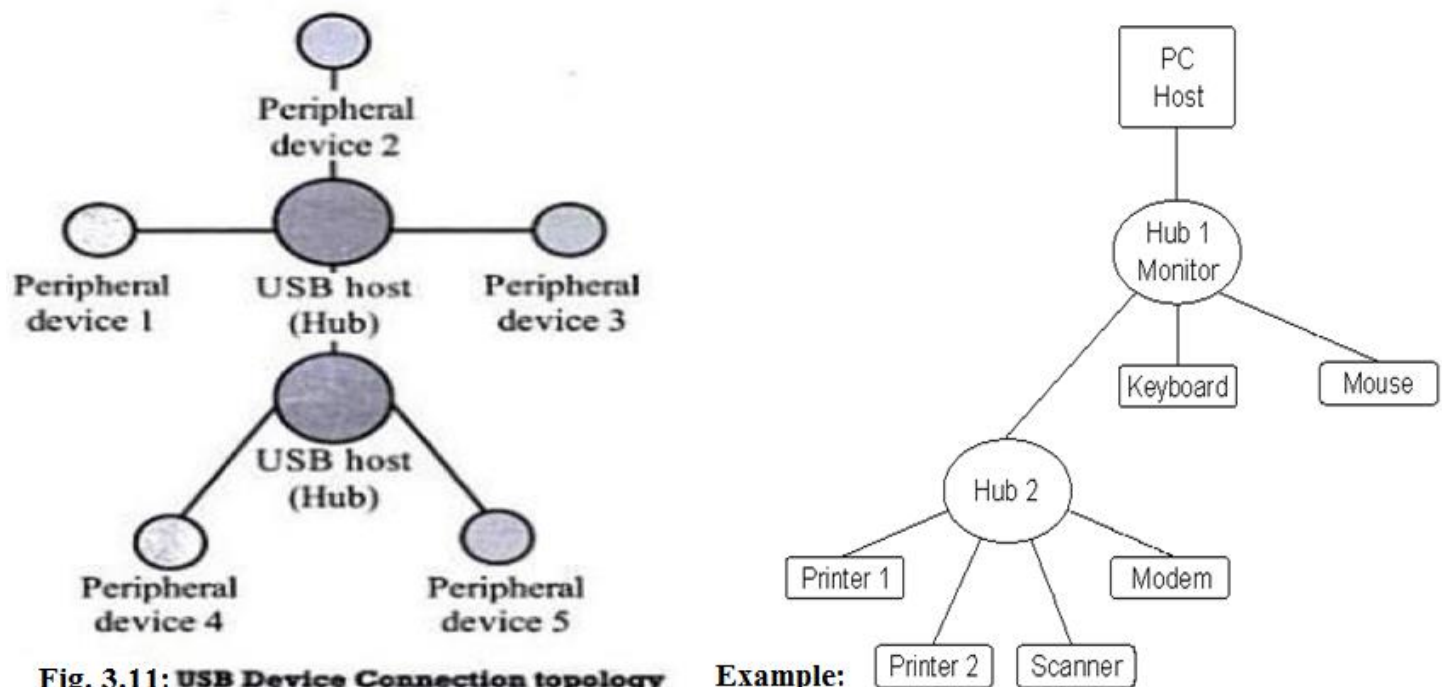 Peripheral
device 2
Peripheral
device 1
USB host
(Hub)
Peripheral
device 3
USB host
(Hub)
Peripheral
device 4
Peripheral
device 5
Fig. 3.11: USB Device Connection topology
PC
Host
Hub 1
Monitor
Keyboard
Mouse
Hub 2
Printer 1
Modem
Printer 2
Scanner
Example: